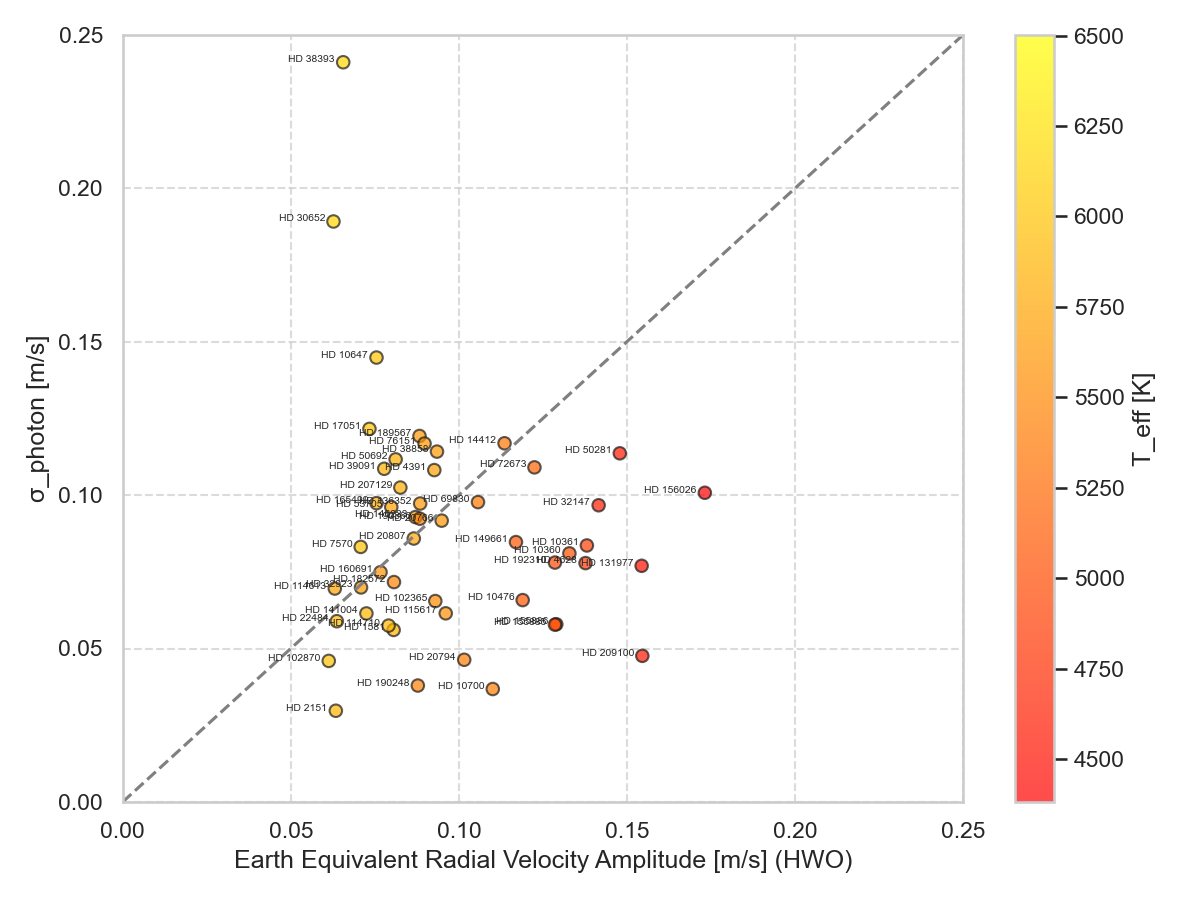 0.25
0.20
0.15
0.10
0.05
0.00
σ_photon [m/s]
HD 38393
HD 30652
HD 10647
HD 17051
HD 189567
HD 76151
HD 14412
HD 38858
HD 50281
HD 50692
HD 39091
HD 4391
HD 72673
HD 207129
HD 156026
HD 69830
HD 32147
HD 20807
HD 149661
HD 10361
HD 7570
HD 10360
HD 131977
HD 160691
HD 182572
HD 102365
HD 10476
HD 141004
HD 115617
HD 22484
HD 1581
HD 102870
HD 20794
HD 209100
HD 190248
HD 10700
HD 2151
0.00
0.05
0.10
0.15
0.20
0.25
Earth Equivalent Radial Velocity Amplitude [m/s] (HWO)
6500
6250
6000
5750
5500
5250
5000
4750
4500
T_eff [K]